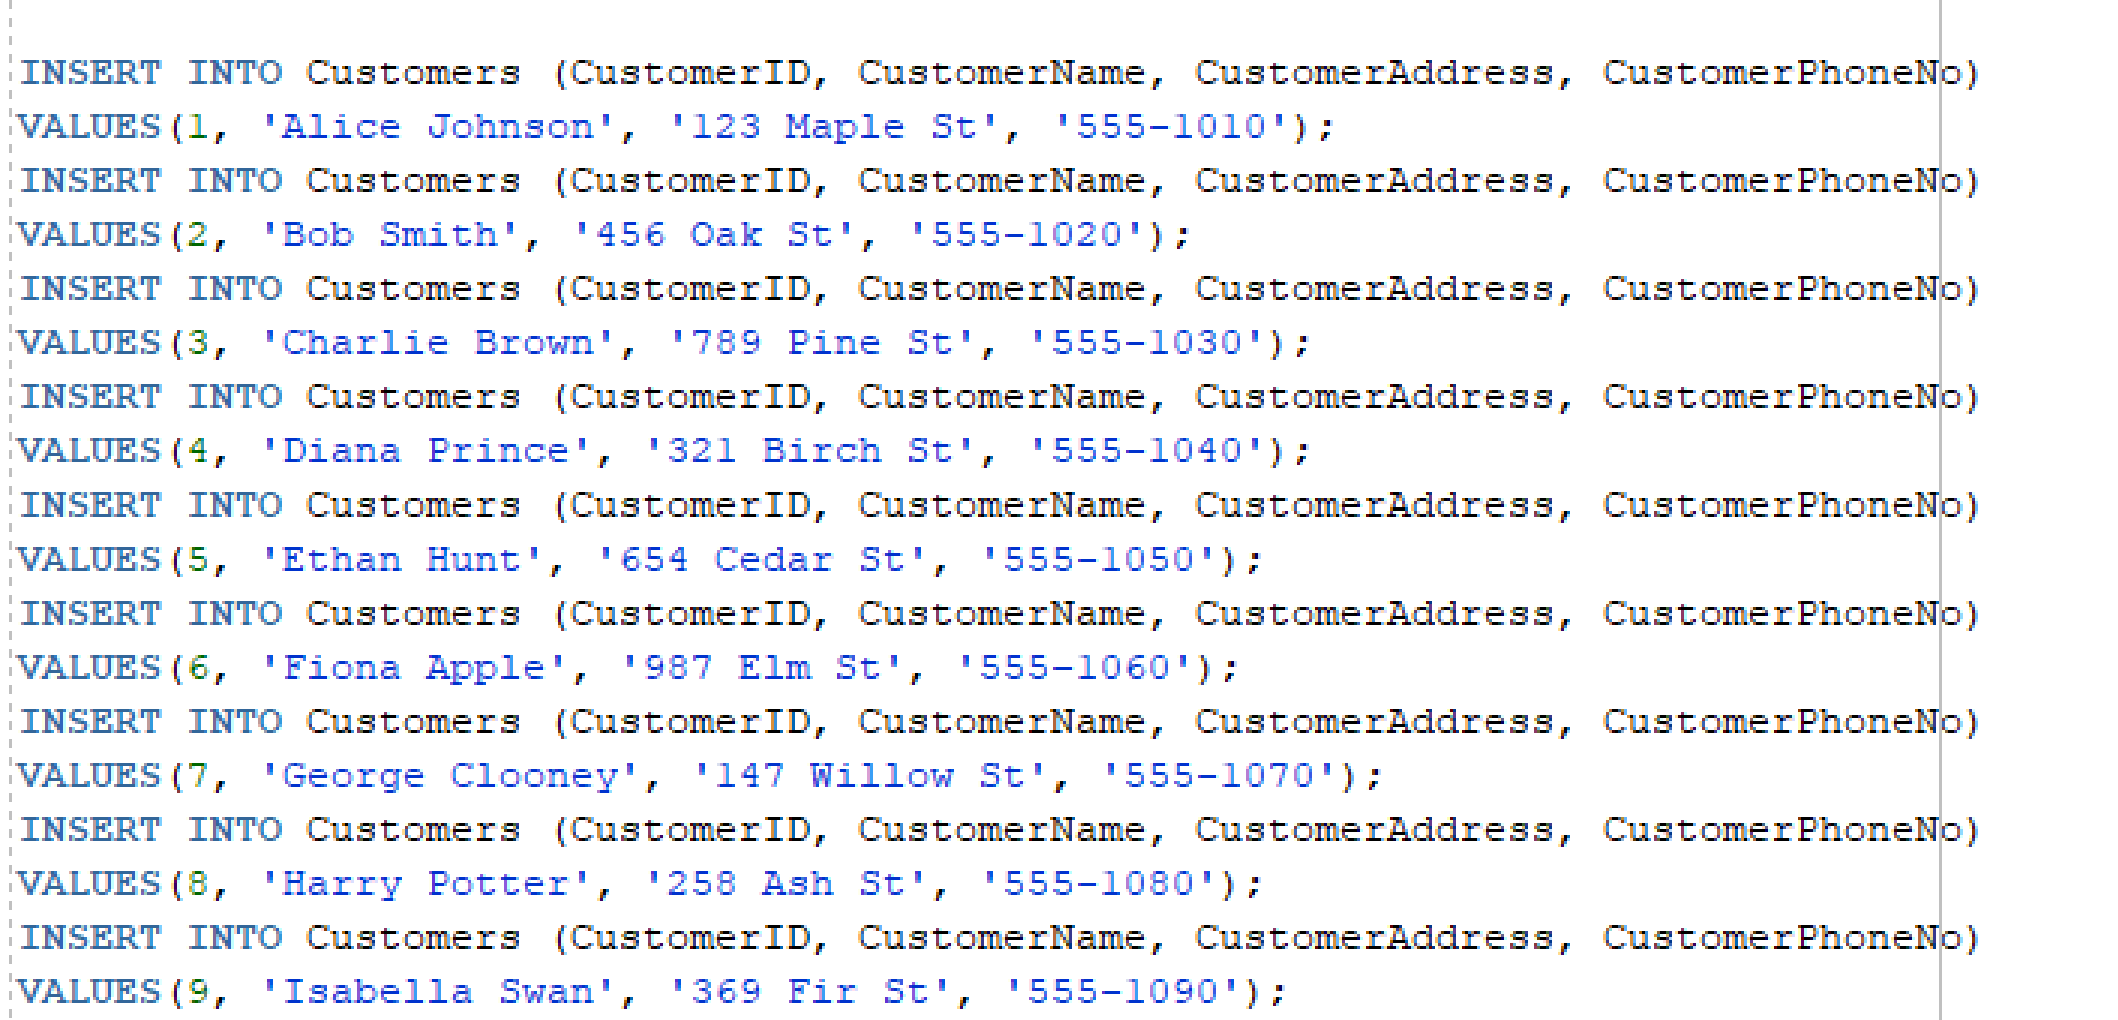 INSERT INTO Customers (CustomerID, CustomerName, CustomerAddress, CustomerPhoneNo)
VALUES(1, 'Alice Johnson', '123 Maple St', '555-1010');
INSERT INTO Customers (CustomerID, CustomerName, CustomerAddress, CustomerPhoneNo)
VALUES(2, 'Bob Smith', '456 Oak St', '555-1020');
INSERT INTO Customers (CustomerID, CustomerName, CustomerAddress, CustomerPhoneNo)
VALUES(3, 'Charlie Brown', '789 Pine St', '555-1030');
INSERT INTO Customers (CustomerID, CustomerName, CustomerAddress, CustomerPhoneNo)
VALUES(4, 'Diana Prince', '321 Birch St', '555-1040');
INSERT INTO Customers (CustomerID, CustomerName, CustomerAddress, CustomerPhoneNo)
VALUES(5, 'Ethan Hunt', '654 Cedar St', '555-1050');
INSERT INTO Customers (CustomerID, CustomerName, CustomerAddress, CustomerPhoneNo)
VALUES(6, 'Fiona Apple', '987 Elm St', '555-1060');
INSERT INTO Customers (CustomerID, CustomerName, CustomerAddress, CustomerPhoneNo)
VALUES(7, 'George Clooney', '147 Willow St', '555-1070');
INSERT INTO Customers (CustomerID, CustomerName, CustomerAddress, CustomerPhoneNo)
VALUES(8, 'Harry Potter', '258 Ash St', '555-1080');
INSERT INTO Customers (CustomerID, CustomerName, CustomerAddress, CustomerPhoneNo)
VALUES(9, 'Isabella Swan', '369 Fir St', '555-1090');